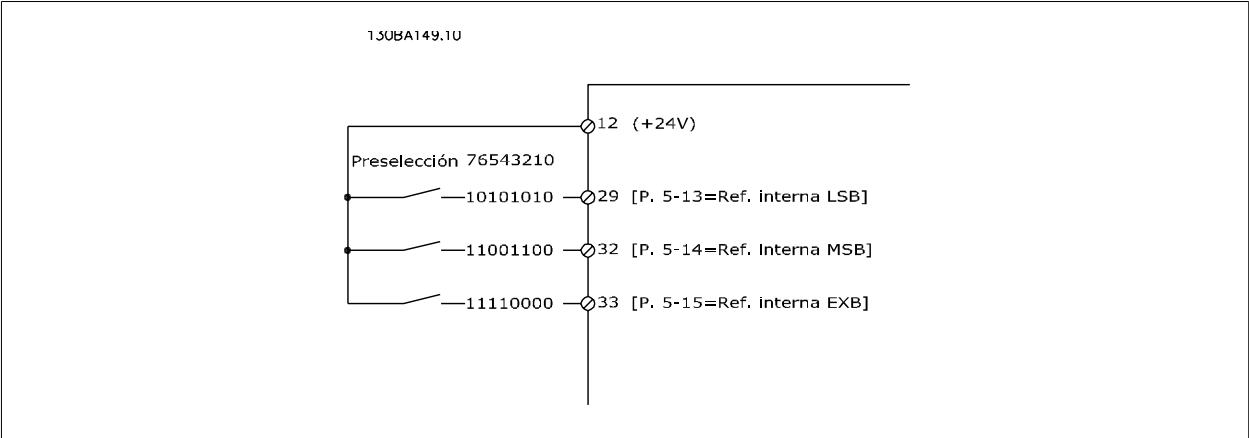 130BA149.10
12 (+24V)
Preselección 76543210
10101010 29 [P. 5-13=Ref. interna LSB]
11001100 32 [P. 5-14=Ref. Interna MSB]
11110000 33 [P. 5-15=Ref. interna EXB]